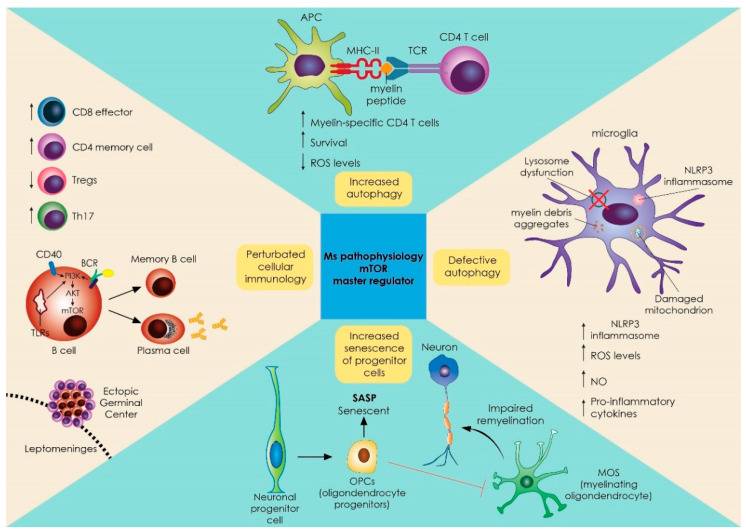 APC
MHC-II
TCR
CD4 T cell
myelin
peptide
Myelin-specific CD4 T cells
Survival
ROS levels
Increased
autophagy
CD8 effector
CD4 memory cell
Tregs
Th17
CD40
BCR
PI3K
AKT
mTOR
TLRs
B cell
Memory B cell
Plasma cell
Ectopic
Germinal
Center
Leptomeninges
Perturbated
cellular
immunology
Ms pathophysiology
mTOR
master regulator
Defective
autophagy
microglia
Lysosome
dysfunction
NLRP3
inflammasome
myelin debris
aggregates
Damaged
mitochondrion
NLRP3
inflammasome
ROS levels
NO
Pro-inflammatory
cytokines
Increased
senescence
of progenitor
cells
Neuron
SASP
Senescent
Impaired
remyelination
Neuronal
progenitor
cell
OPCs
(oligondendrocyte
progenitors)
MOS
(myelinating
oligondendrocyte)